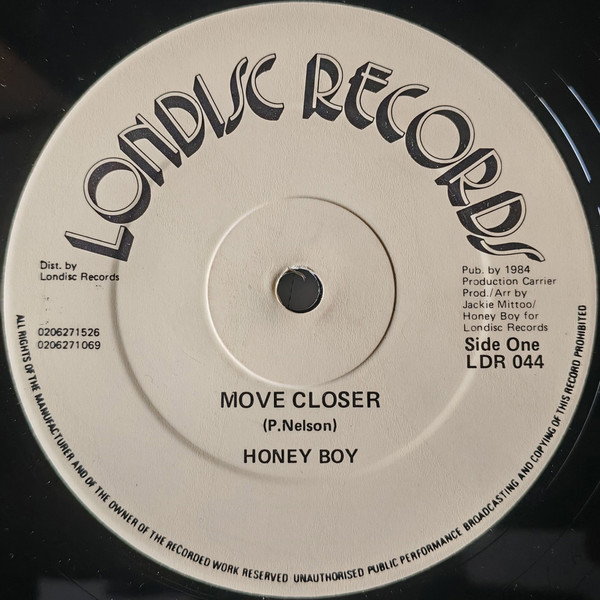 LONDISC RECORDS
Dist. by
Londisc Records
0206271526
0206271069
Pub. by 1984
Production Carrier
Prod./Arr by
Jackie Mittoo/
Honey Boy for
Londisc Records
Side One
LDR 044
MOVE CLOSER
(P.Nelson)
HONEY BOY
ALL RIGHTS OF THE MANUFACTURER AND OF THE OWNER OF THE RECORDED WORK RESERVED UNAUTHORISED PUBLIC PERFORMANCE BROADCASTING AND COPYING OF THIS RECORD PROHIBITED